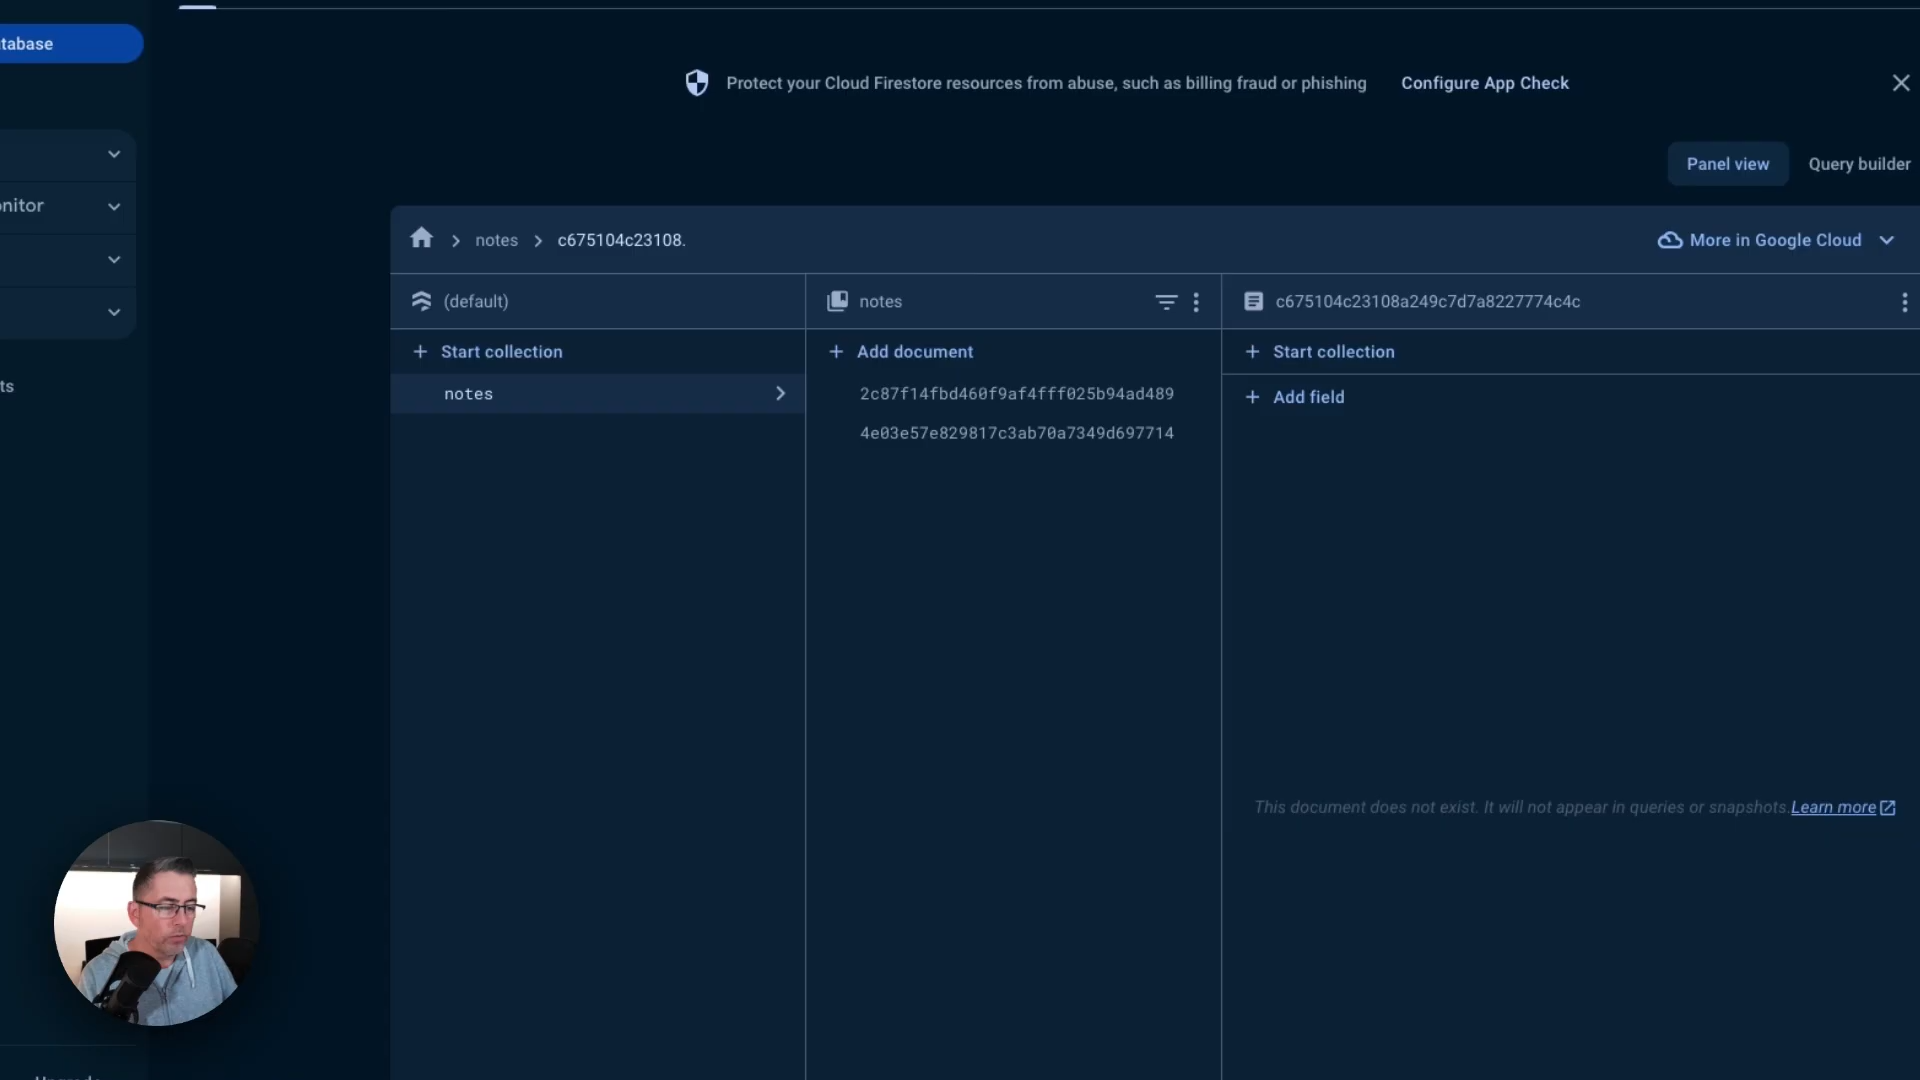 tabase
Protect your Cloud Firestore resources from abuse, such as billing fraud or phishing
Configure App Check
Panel view
Query builder
onitor
notes
c675104c23108.
More in Google Cloud
(default)
notes
c675104c23108a249c7d7a8227774c4c
Start collection
Add document
Start collection
notes
2c87f14fbd460f9af4fff025b94ad489
Add field
4e03e57e829817c3ab70a7349d697714
ts
This document does not exist. It will not appear in queries or snapshots. Learn more